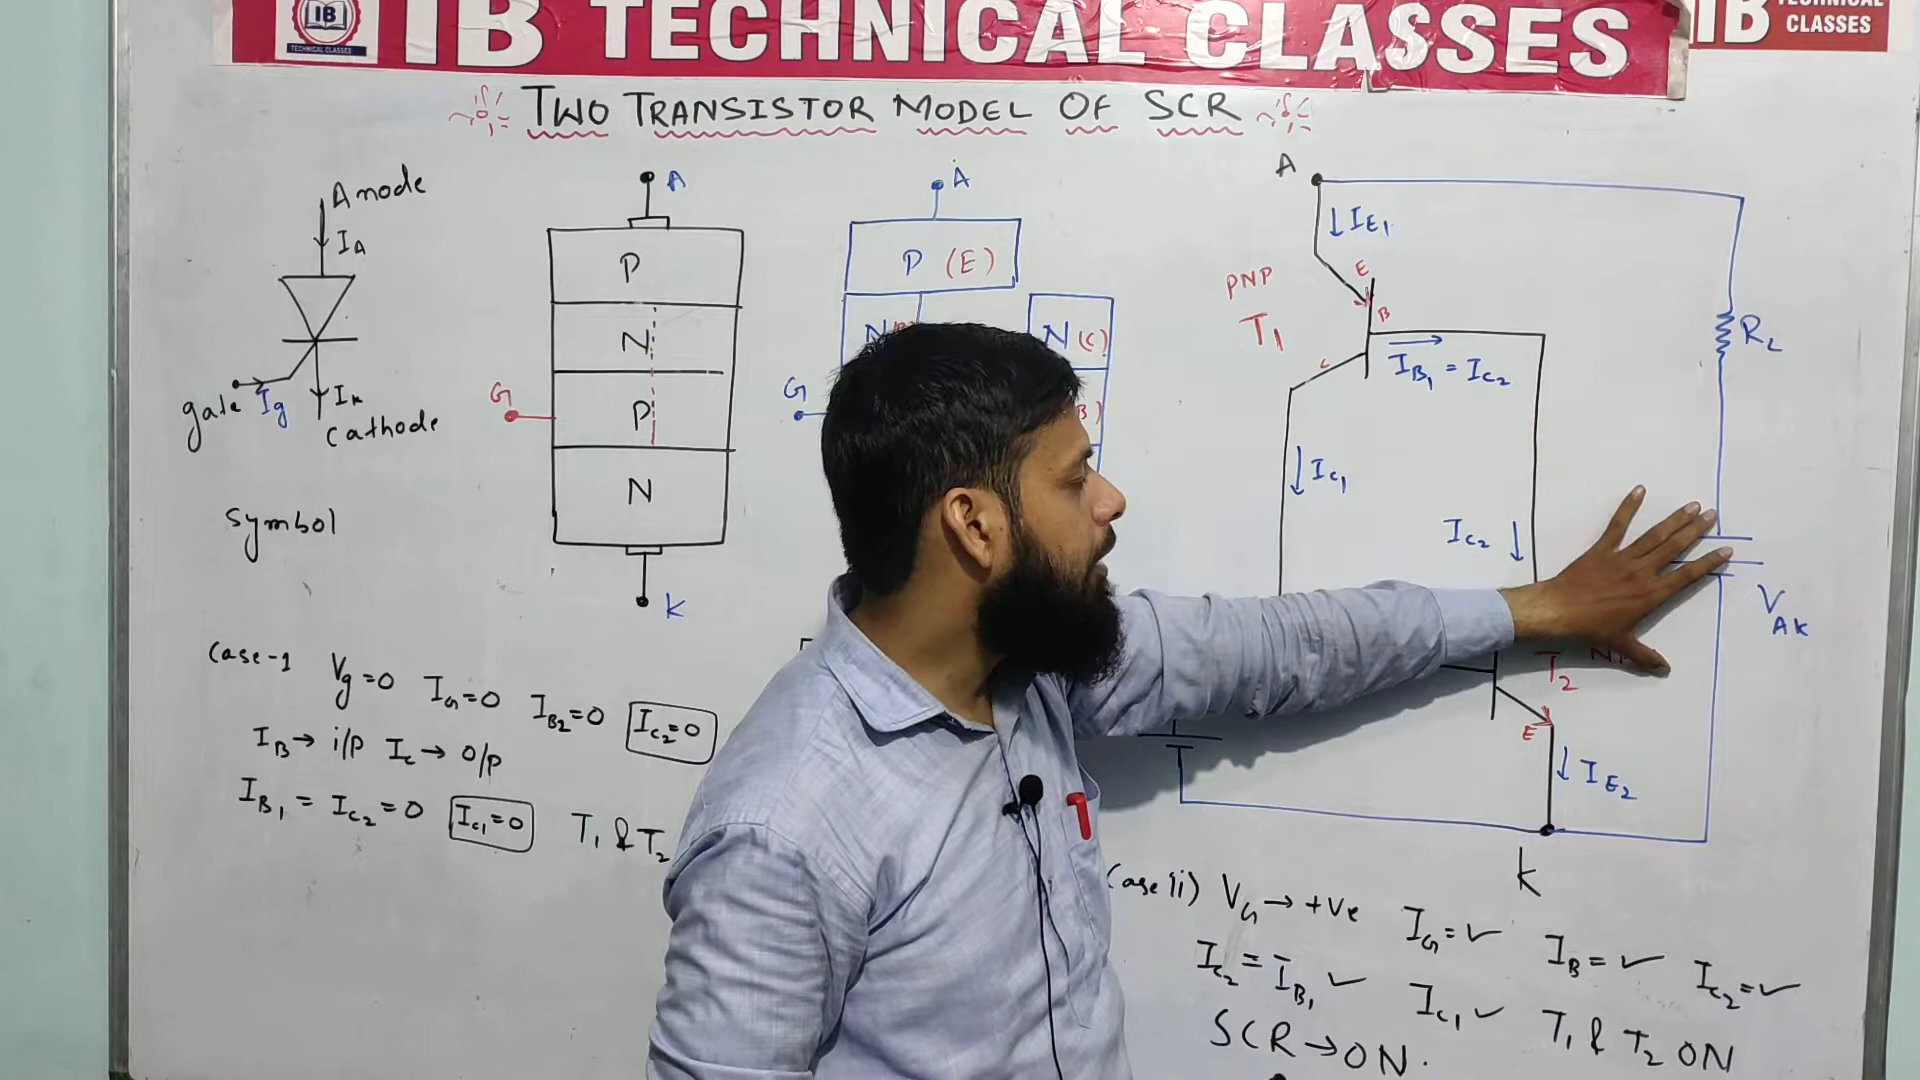 IB
TECHNICAL CLASSES
IB TECHNICAL CLASSES
IB TECHNICAL
CLASSES
TWO TRANSISTOR MODEL OF SCR
Anode
IA
gate Ig
IK
Cathode
Symbol
A
P
N
G
P
N
K
A
P (E)
N
N (C)
G
B)
A
↓ IE1
PNP
T1
E
B
C
IB1 = IC2
↓ IC1
IC2 ↓
RL
VAK
T2
E
↓ IE2
K
Case-1 Vg=0 IG=0 IB2=0 IC2=0
IB→ i/p IC→ o/p
IB1 = IC2 = 0 IC1=0 T1 & T2
Case (ii) VG→ +ve IG=✓ IB=✓ IC2=✓
IC2 = IB1 ✓ IC1 ✓ T1 & T2 ON
SCR→ON.